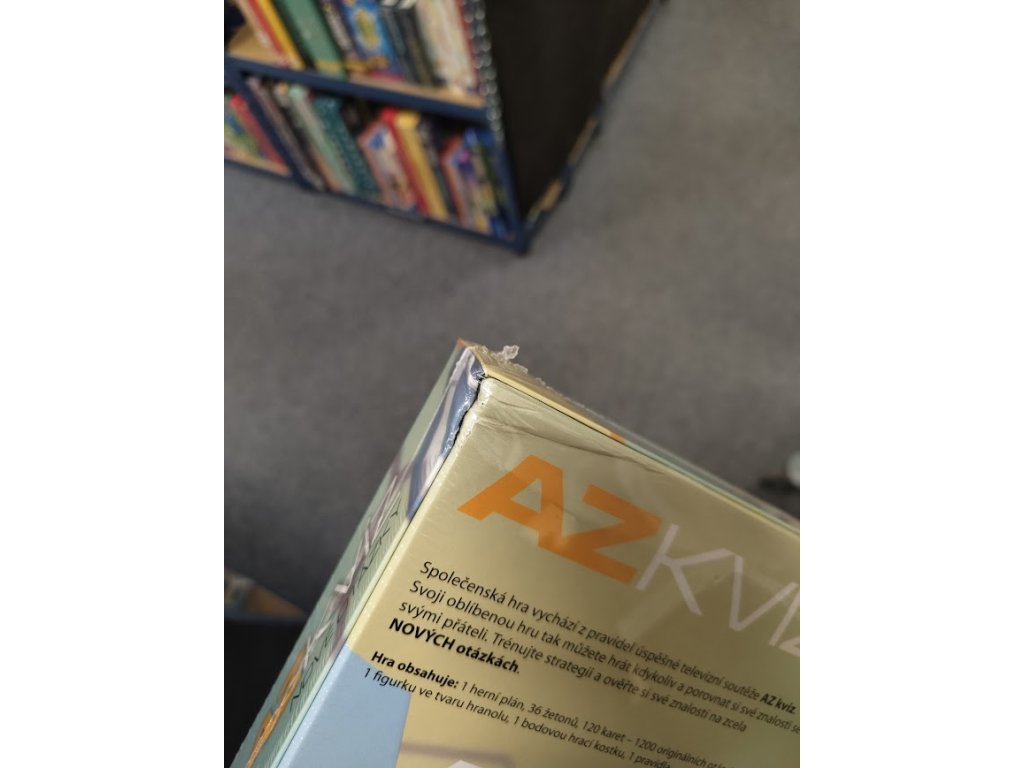 AZ KVÍZ
Společenská hra vychází z pravidel úspěšné televizní soutěže AZ kvíz.
Svoji oblíbenou hru tak můžete hrát kdykoliv a porovnat si své znalosti se
svými přáteli. Trénujte strategii a ověřte si své znalosti na zcela
NOVÝCH otázkách.
Hra obsahuje: 1 herní plán, 36 žetonů, 120 karet – 1200 originálních
1 figurku ve tvaru hranolu, 1 bodovou hrací kostku, 1 pravidla